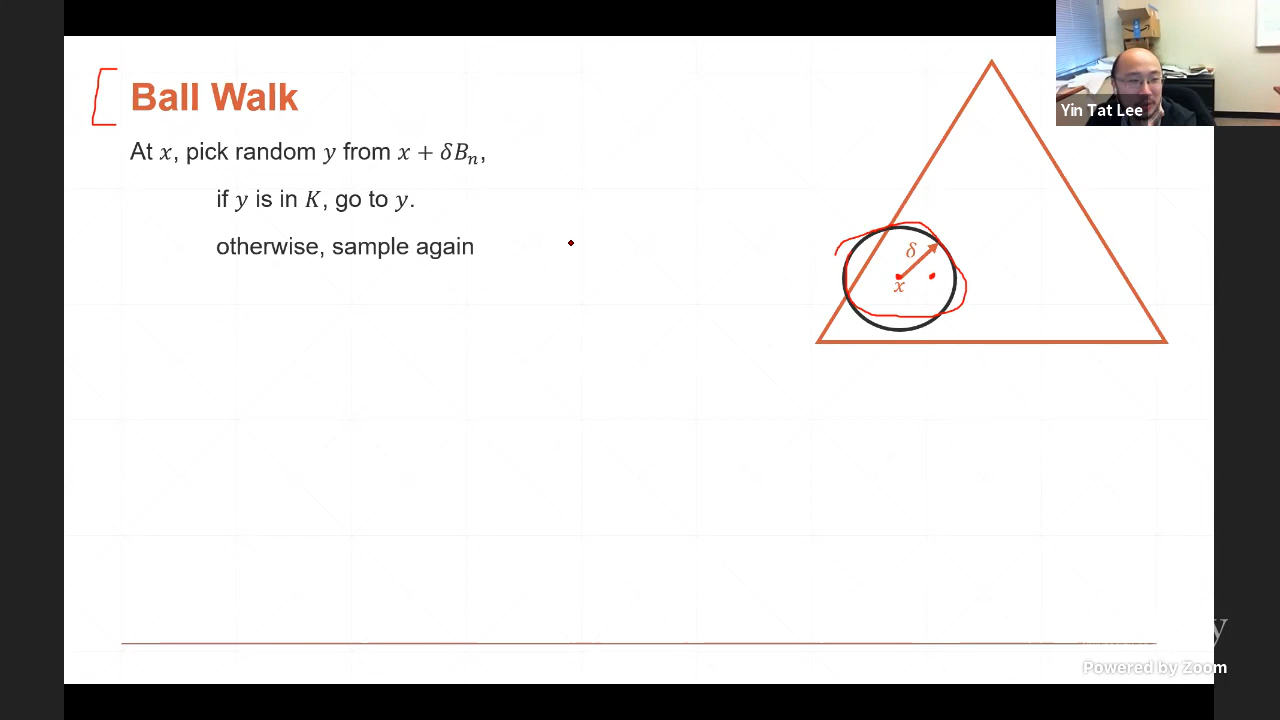 Ball Walk
At 𝑥, pick random 𝑦 from 𝑥 + 𝛿𝐵ₙ,
if 𝑦 is in 𝐾, go to 𝑦.
otherwise, sample again
𝛿
𝑥
Yin Tat Lee
y
Powered by Zoom